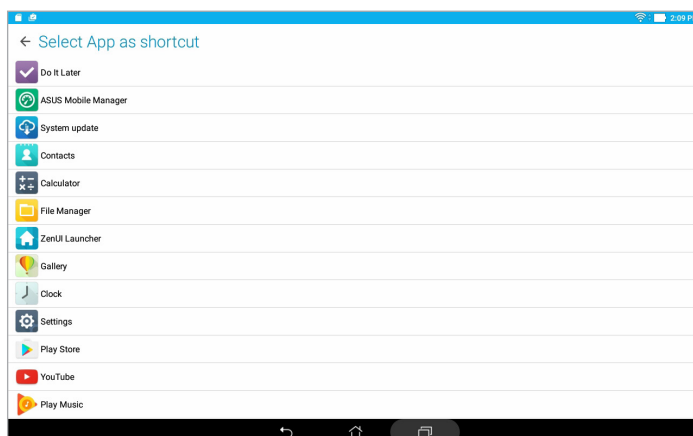 2:09 P
Select App as shortcut
Do It Later
ASUS Mobile Manager
System update
Contacts
Calculator
File Manager
ZenUI Launcher
Gallery
Clock
Settings
Play Store
YouTube
Play Music